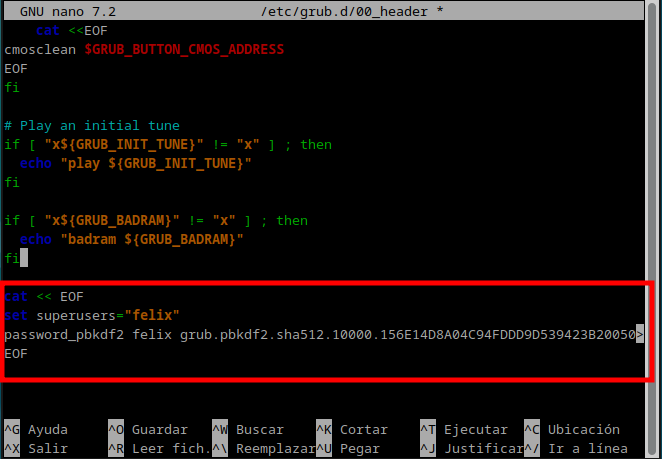 GNU nano 7.2 /etc/grub.d/00_header *
cat <<EOF
cmosclean $GRUB_BUTTON_CMOS_ADDRESS
EOF
fi
# Play an initial tune
if [ "x${GRUB_INIT_TUNE}" != "x" ] ; then
echo "play ${GRUB_INIT_TUNE}"
fi
if [ "x${GRUB_BADRAM}" != "x" ] ; then
echo "badram ${GRUB_BADRAM}"
fi
cat << EOF
set superusers="felix"
password_pbkdf2 felix grub.pbkdf2.sha512.10000.156E14D8A04C94FDDD9D539423B20050>
EOF
^G Ayuda ^O Guardar ^W Buscar ^K Cortar ^T Ejecutar ^C Ubicación
^X Salir ^R Leer fich. ^\ Reemplazar ^U Pegar ^J Justificar ^/ Ir a línea